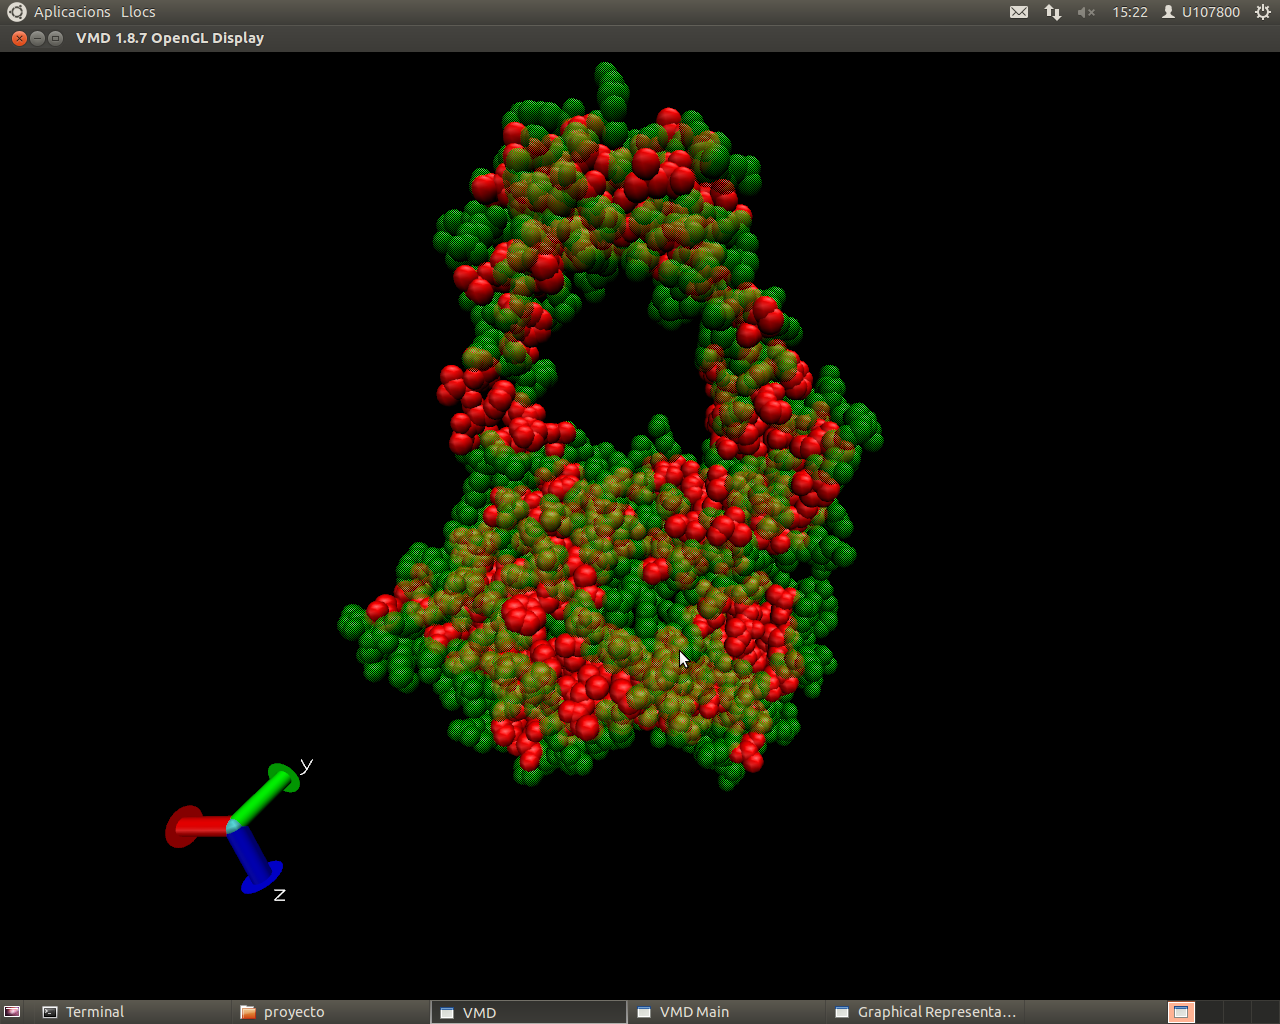 Aplicacions Llocs 15:22 U107800
VMD 1.8.7 OpenGL Display
y
z
Terminal proyecto VMD VMD Main Graphical Representa...